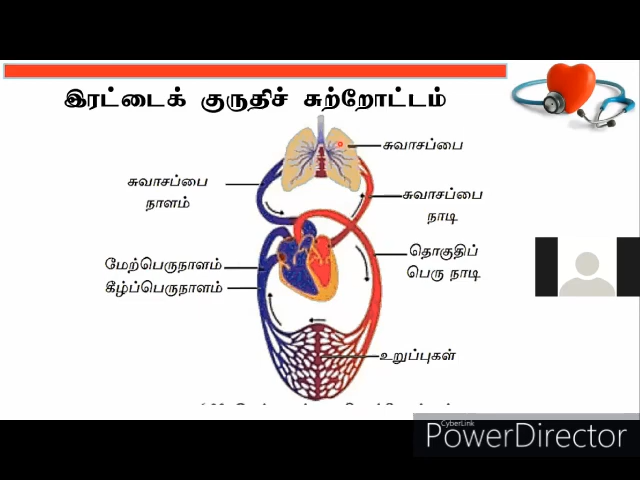 இரட்டைக் குருதிச் சுற்றோட்டம்
சுவாசப்பை
சுவாசப்பை
நாளம்
சுவாசப்பை
நாடி
தொகுதிப்
பெரு நாடி
மேற்பெருநாளம்
கீழ்ப்பெருநாளம்
உறுப்புகள்
CyberLink
PowerDirector